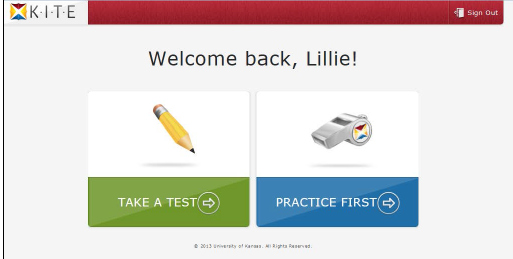 K·I·T·E
Sign Out
Welcome back, Lillie!
TAKE A TEST
PRACTICE FIRST
© 2013 University of Kansas. All Rights Reserved.